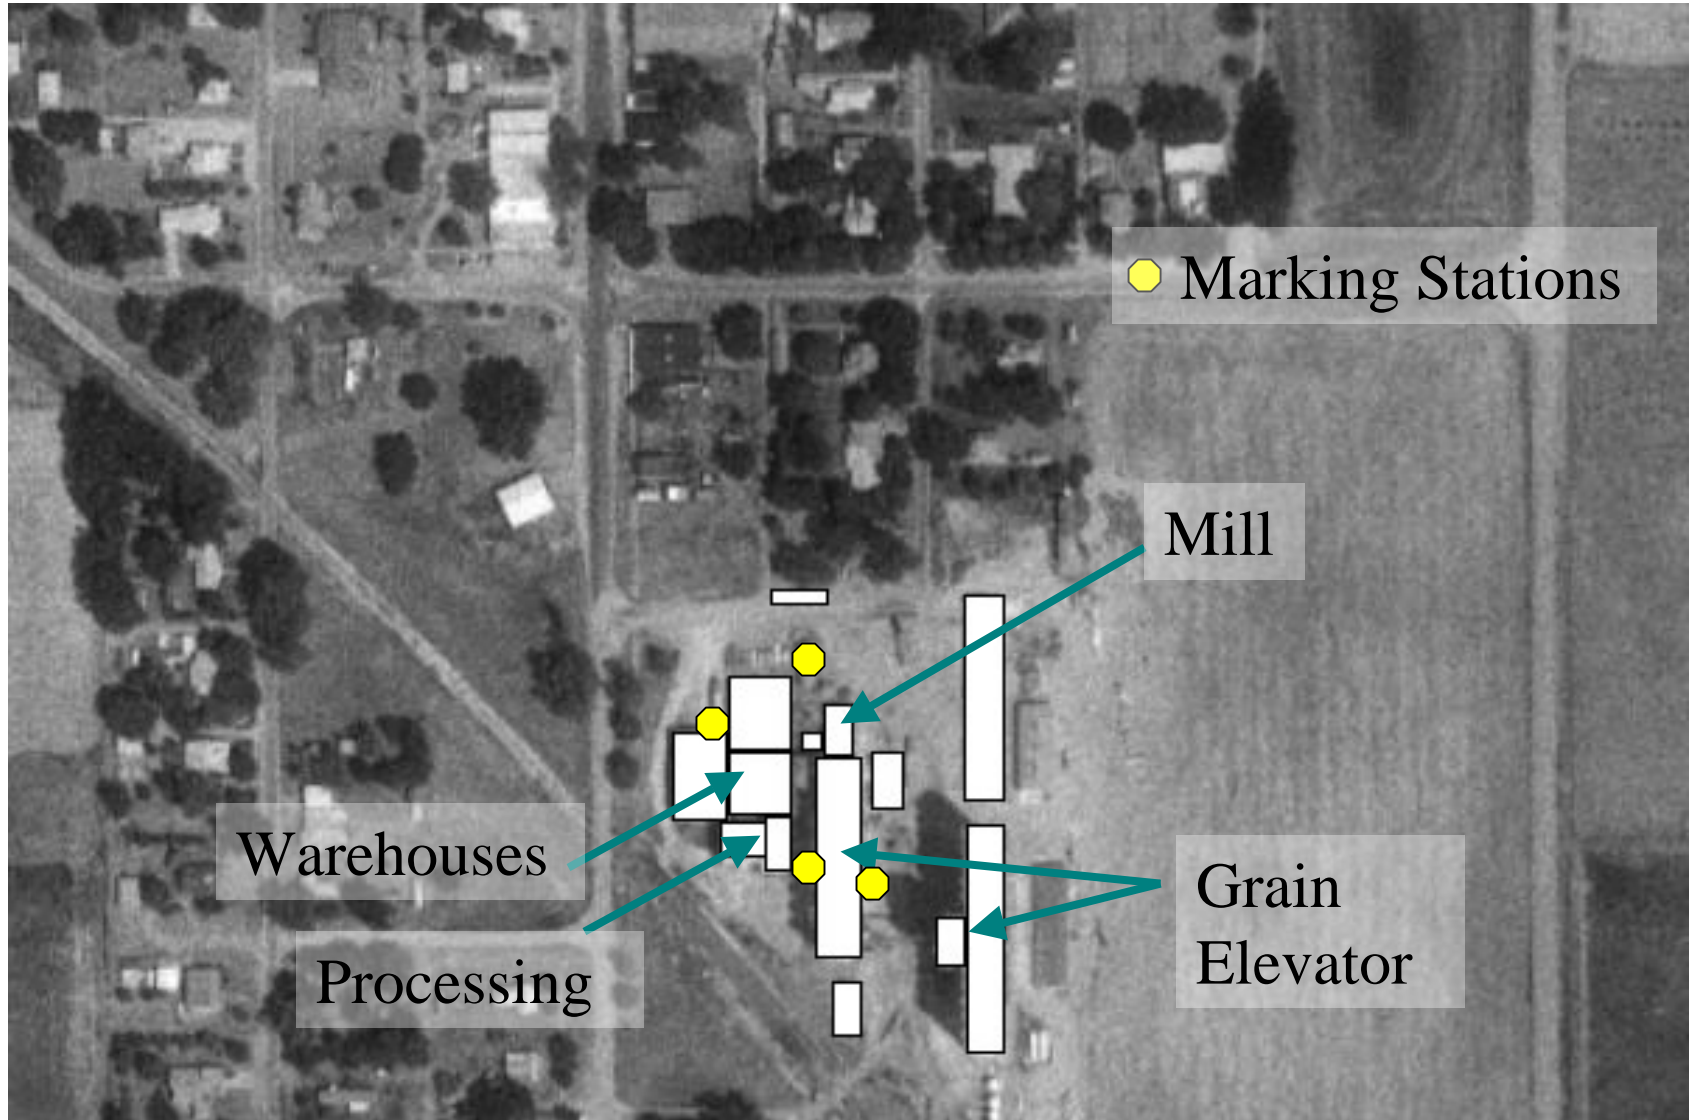 Marking Stations
Mill
Warehouses
Grain
Elevator
Processing